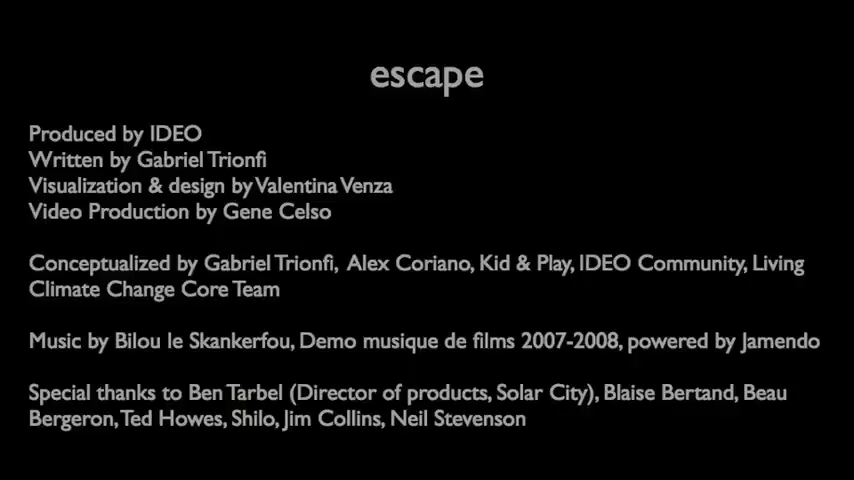 escape
Produced by IDEO
Written by Gabriel Trionfi
Visualization & design by Valentina Venza
Video Production by Gene Celso
Conceptualized by Gabriel Trionfi, Alex Coriano, Kid & Play, IDEO Community, Living
Climate Change Core Team
Music by Bilou le Skankerfou, Demo musique de films 2007-2008, powered by Jamendo
Special thanks to Ben Tarbel (Director of products, Solar City), Blaise Bertand, Beau
Bergeron, Ted Howes, Shilo, Jim Collins, Neil Stevenson